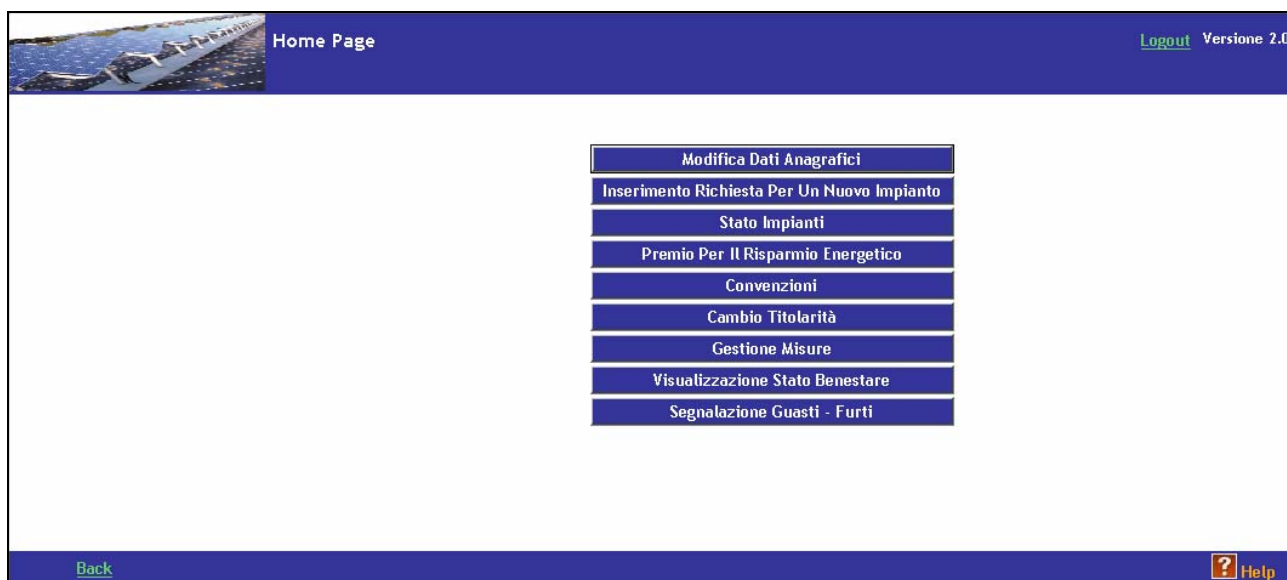 Home Page
Logout Versione 2.0
Modifica Dati Anagrafici
Inserimento Richiesta Per Un Nuovo Impianto
Stato Impianti
Premio Per Il Risparmio Energetico
Convenzioni
Cambio Titolarità
Gestione Misure
Visualizzazione Stato Benestare
Segnalazione Guasti - Furti
Back
? Help